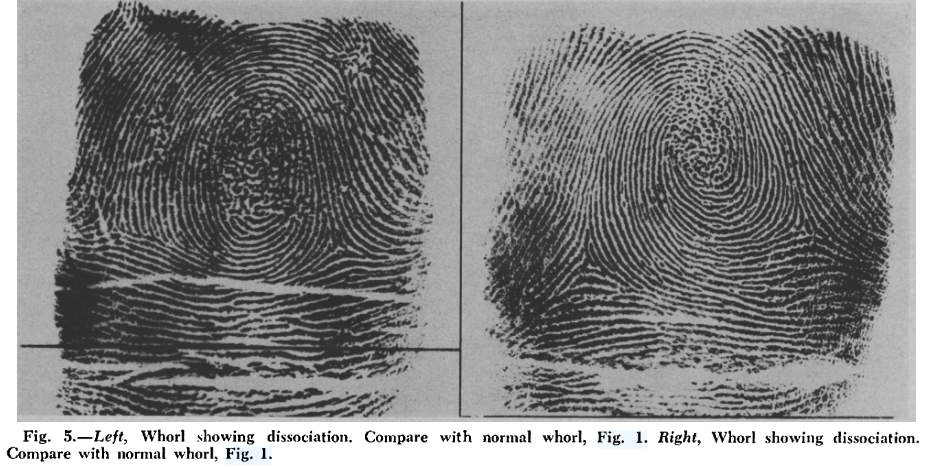 Fig. 5.—Left, Whorl showing dissociation. Compare with normal whorl, Fig. 1. Right, Whorl showing dissociation.
Compare with normal whorl, Fig. 1.